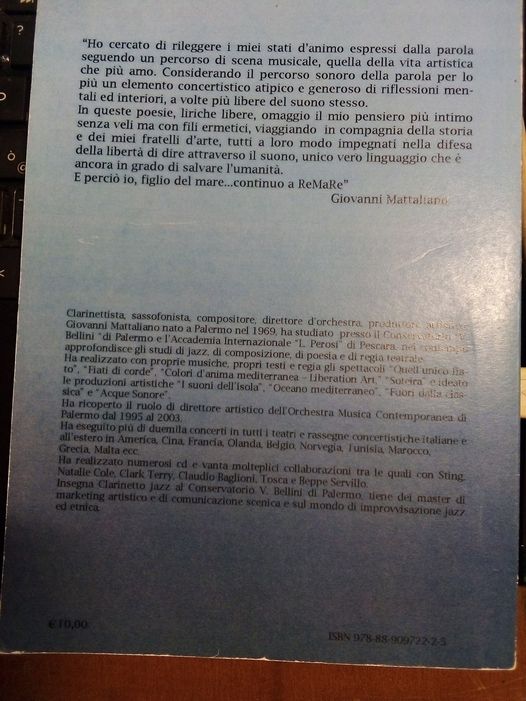 "Ho cercato di rileggere i miei stati d'animo espressi dalla parola
seguendo un percorso di scena musicale, quella della vita artistica
che più amo. Considerando il percorso sonoro della parola per lo
più un elemento concertistico atipico e generoso di riflessioni men-
tali ed interiori, a volte più libere del suono stesso.
In queste poesie, liriche libere, omaggio il mio pensiero più intimo
senza veli ma con fili ermetici, viaggiando in compagnia della storia
e dei miei fratelli d'arte, tutti a loro modo impegnati nella difesa
della libertà di dire attraverso il suono, unico vero linguaggio che è
ancora in grado di salvare l'umanità.
E perciò io, figlio del mare...continuo a ReMaRe"
Giovanni Mattaliano
Clarinettista, sassofonista, compositore, direttore d'orchestra, produttore
Giovanni Mattaliano nato a Palermo nel 1969, ha studiato presso il Conservatorio
Bellini "di Palermo e l'Accademia Internazionale "L. Perosi" di Pescara, nel
approfondisce gli studi di jazz, di composizione, di poesia e di regia teatrale.
Ha realizzato con proprie musiche, propri testi e regia gli spettacoli "Quell'unico fia-
to", "Fiati di corde", "Colori d'anima mediterranea - Liberation Art," "Soteira" e ideato
le produzioni artistiche "I suoni dell'isola", "Oceano mediterraneo", "Fuori dalla clas-
sica" e "Acque Sonore".
Ha ricoperto il ruolo di direttore artistico dell'Orchestra Musica Contemporanea di
Palermo dal 1995 al 2003.
Ha eseguito più di duemila concerti in tutti i teatri e rassegne concertistiche italiane e
all'estero in America, Cina, Francia, Olanda, Belgio, Norvegia, Tunisia, Marocco,
Grecia, Malta ecc.
Ha realizzato numerosi cd e vanta molteplici collaborazioni tra le quali con Sting,
Natalie Cole, Clark Terry, Claudio Baglioni, Tosca e Beppe Servillo.
Insegna Clarinetto Jazz al Conservatorio V. Bellini di Palermo, tiene dei master di
marketing artistico e di comunicazione scenica e sul mondo di improvvisazione jazz
ed etnica.
€ 10,00
ISBN 978-88-909722-2-5